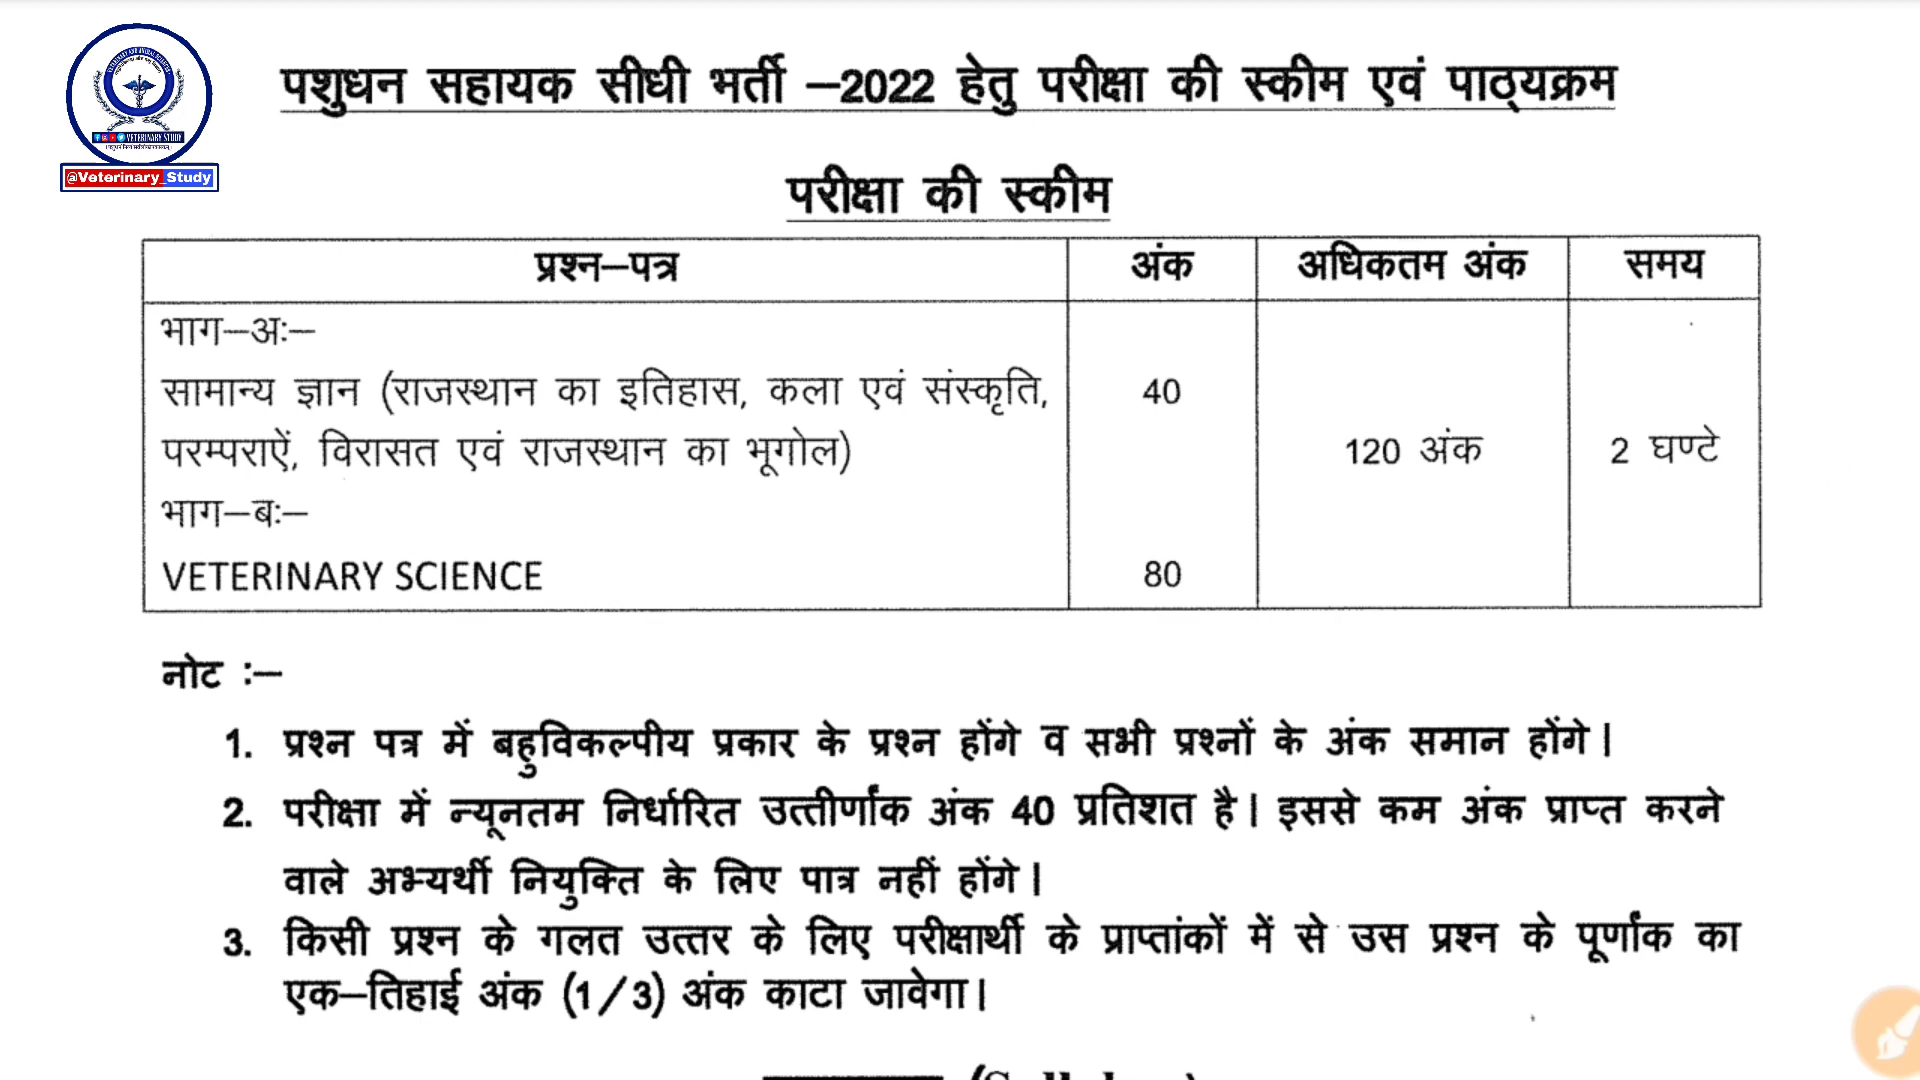 पशुधन सहायक सीधी भर्ती –2022 हेतु परीक्षा की स्कीम एवं पाठ्यक्रम
VETERINARY STUDY
@Veterinary_Study
परीक्षा की स्कीम
प्रश्न–पत्र अंक अधिकतम अंक समय
भाग–अः–
सामान्य ज्ञान (राजस्थान का इतिहास, कला एवं संस्कृति, 40
परम्पराऐं, विरासत एवं राजस्थान का भूगोल) 120 अंक 2 घण्टे
भाग–बः–
VETERINARY SCIENCE 80
नोट :–
1. प्रश्न पत्र में बहुविकल्पीय प्रकार के प्रश्न होंगे व सभी प्रश्नों के अंक समान होंगे।
2. परीक्षा में न्यूनतम निर्धारित उत्तीर्णांक अंक 40 प्रतिशत है। इससे कम अंक प्राप्त करने
वाले अभ्यर्थी नियुक्ति के लिए पात्र नहीं होंगे।
3. किसी प्रश्न के गलत उत्तर के लिए परीक्षार्थी के प्राप्तांकों में से उस प्रश्न के पूर्णांक का
एक–तिहाई अंक (1/3) अंक काटा जावेगा।